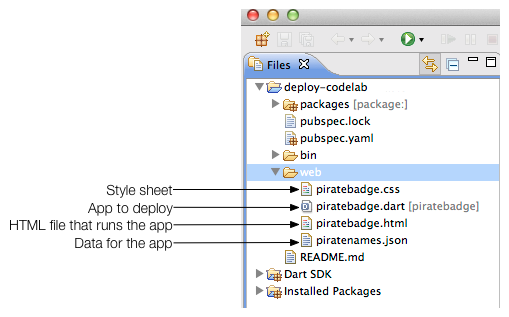 Files
deploy-codelab
packages [package:]
pubspec.lock
pubspec.yaml
bin
web
Style sheet piratebadge.css
App to deploy piratebadge.dart [piratebadge]
HTML file that runs the app piratebadge.html
Data for the app piratenames.json
README.md
Dart SDK
Installed Packages